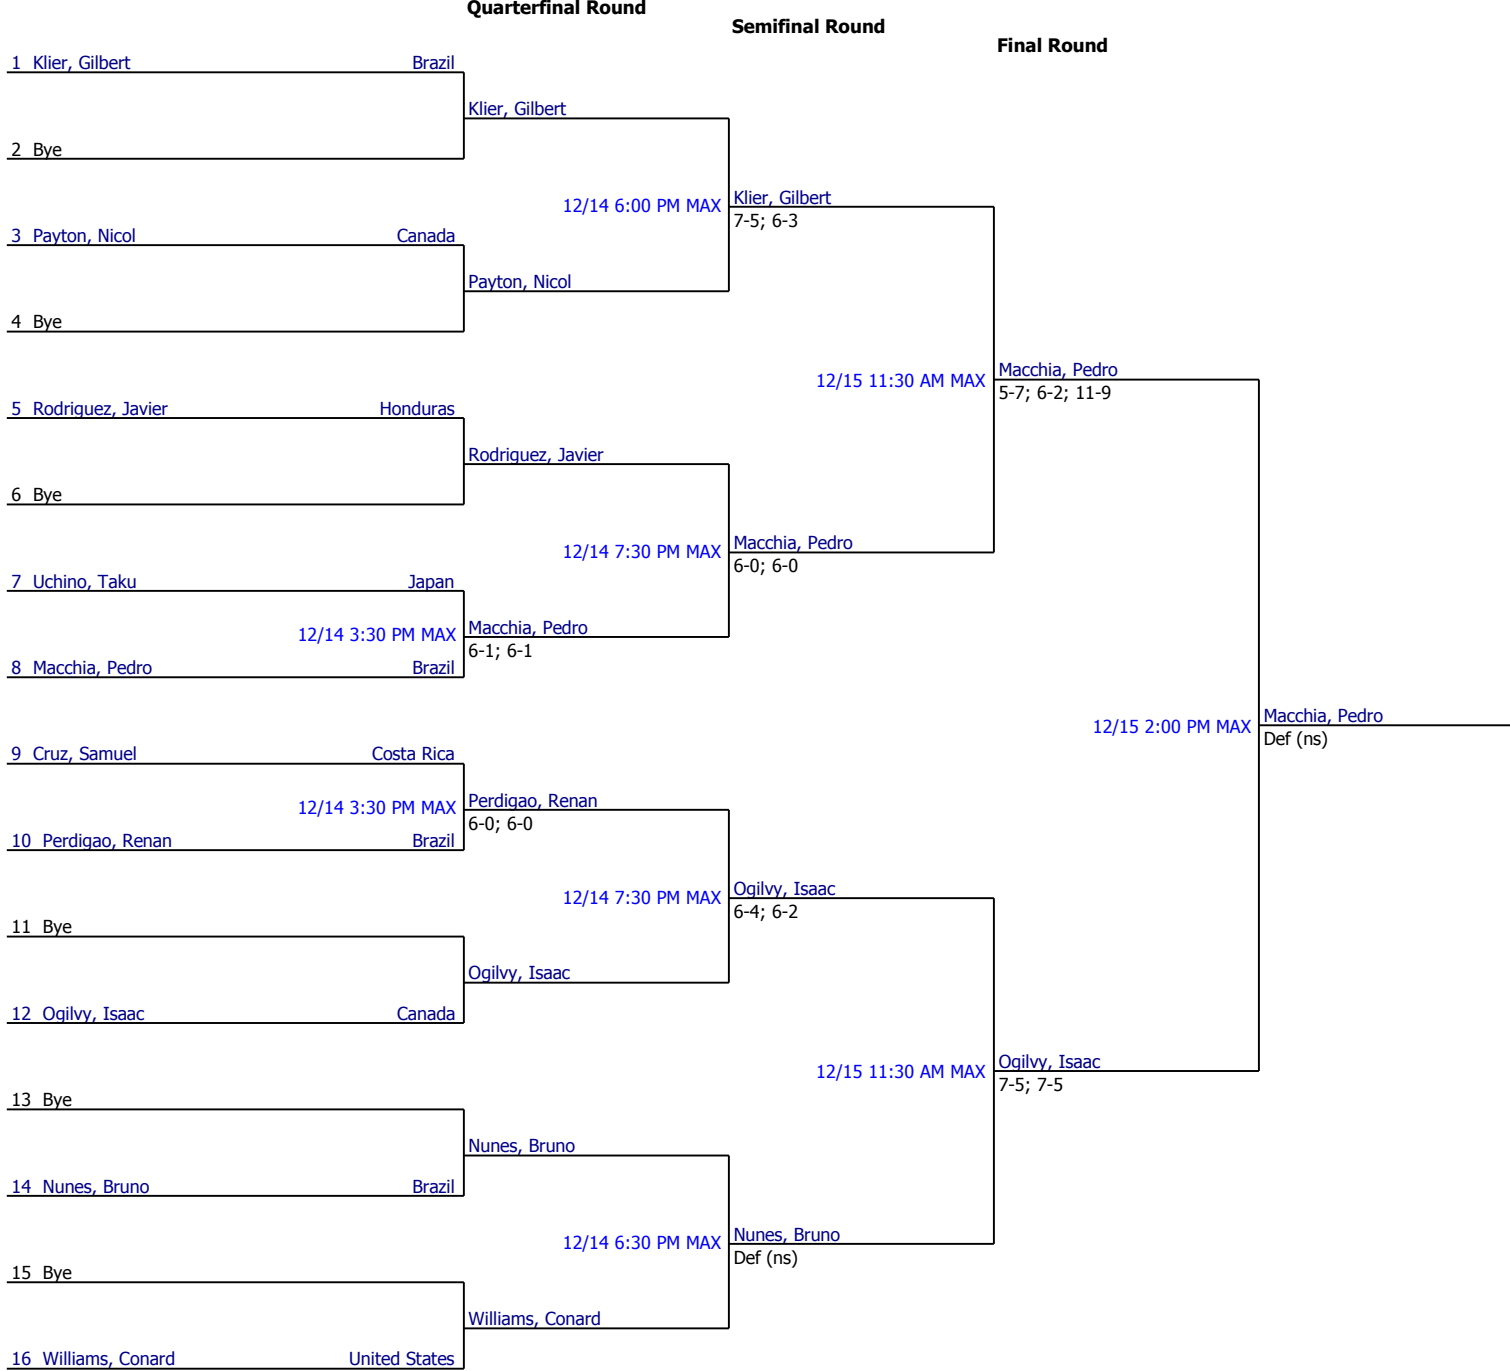 Quarterfinal Round
Semifinal Round
Final Round
1 Klier, Gilbert Brazil
Klier, Gilbert
2 Bye
12/14 6:00 PM MAX Klier, Gilbert
7-5; 6-3
3 Payton, Nicol Canada
Payton, Nicol
4 Bye
12/15 11:30 AM MAX Macchia, Pedro
5-7; 6-2; 11-9
5 Rodriguez, Javier Honduras
Rodriguez, Javier
6 Bye
12/14 7:30 PM MAX Macchia, Pedro
6-0; 6-0
7 Uchino, Taku Japan
12/14 3:30 PM MAX Macchia, Pedro
6-1; 6-1
8 Macchia, Pedro Brazil
12/15 2:00 PM MAX Macchia, Pedro
Def (ns)
9 Cruz, Samuel Costa Rica
12/14 3:30 PM MAX Perdigao, Renan
6-0; 6-0
10 Perdigao, Renan Brazil
12/14 7:30 PM MAX Ogilvy, Isaac
6-4; 6-2
11 Bye
Ogilvy, Isaac
12 Ogilvy, Isaac Canada
12/15 11:30 AM MAX Ogilvy, Isaac
7-5; 7-5
13 Bye
Nunes, Bruno
14 Nunes, Bruno Brazil
12/14 6:30 PM MAX Nunes, Bruno
Def (ns)
15 Bye
Williams, Conard
16 Williams, Conard United States